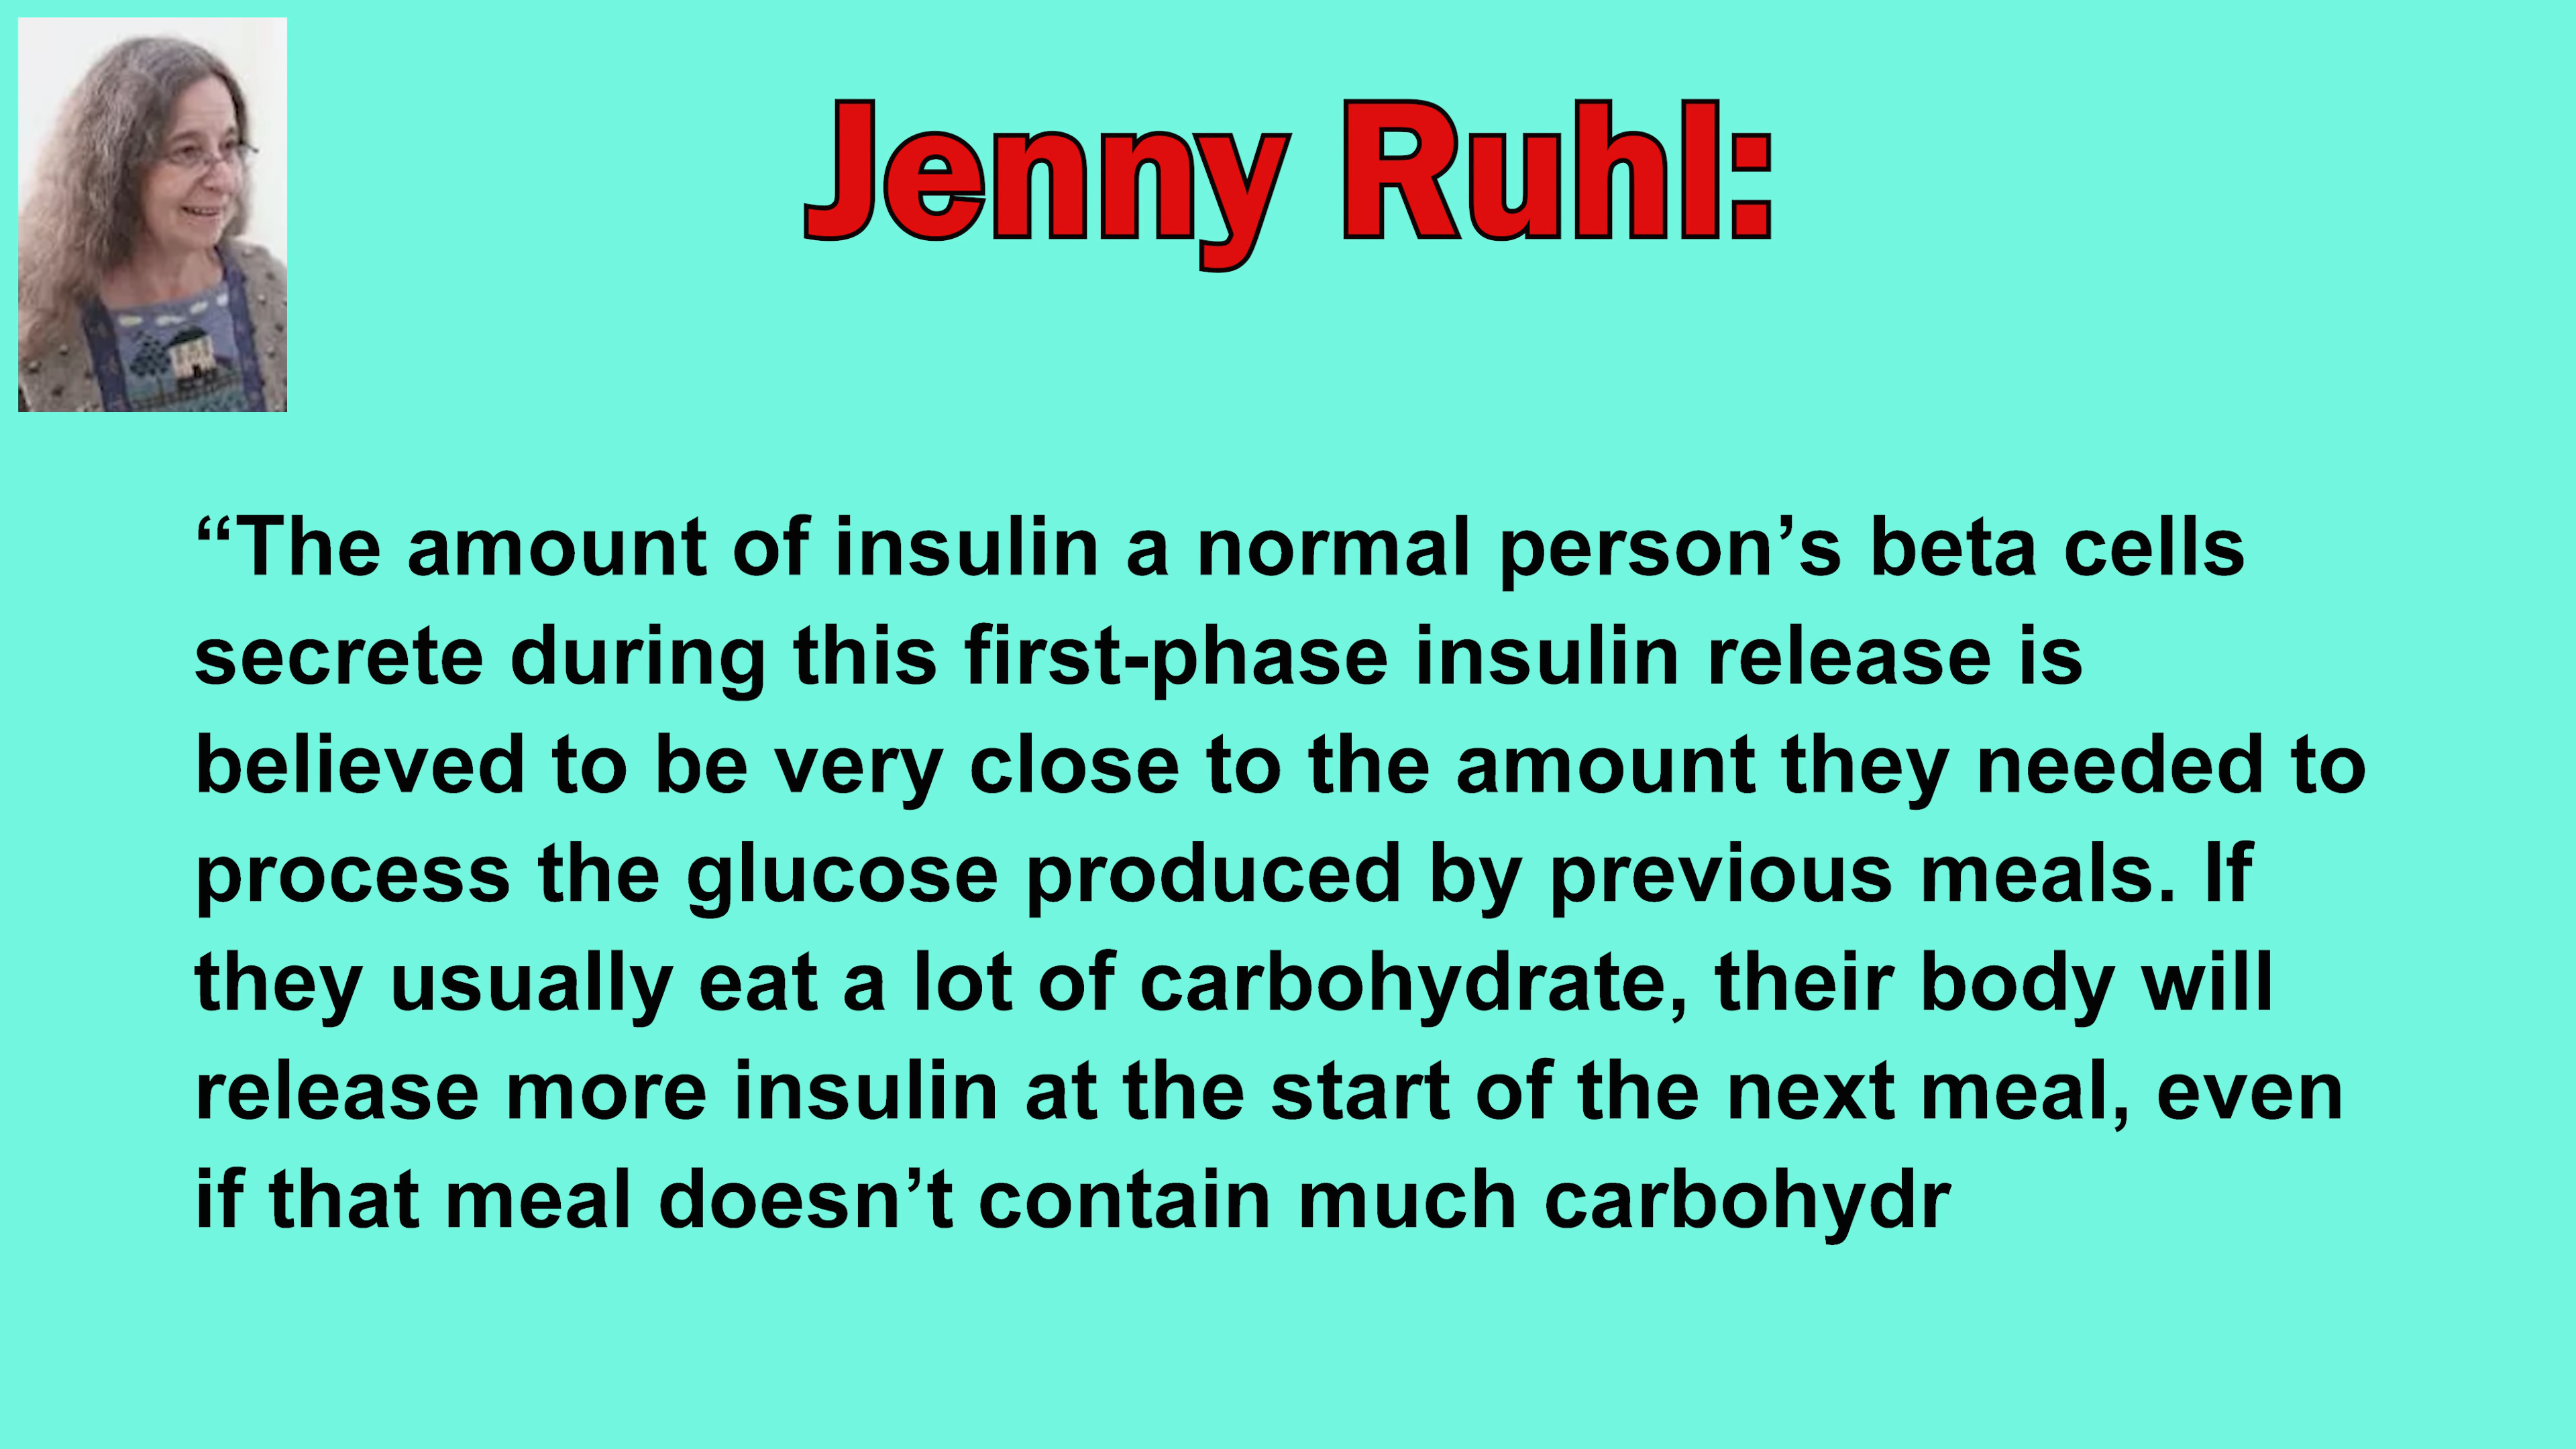 Jenny Ruhl:
“The amount of insulin a normal person’s beta cells
secrete during this first-phase insulin release is
believed to be very close to the amount they needed to
process the glucose produced by previous meals. If
they usually eat a lot of carbohydrate, their body will
release more insulin at the start of the next meal, even
if that meal doesn’t contain much carbohydr